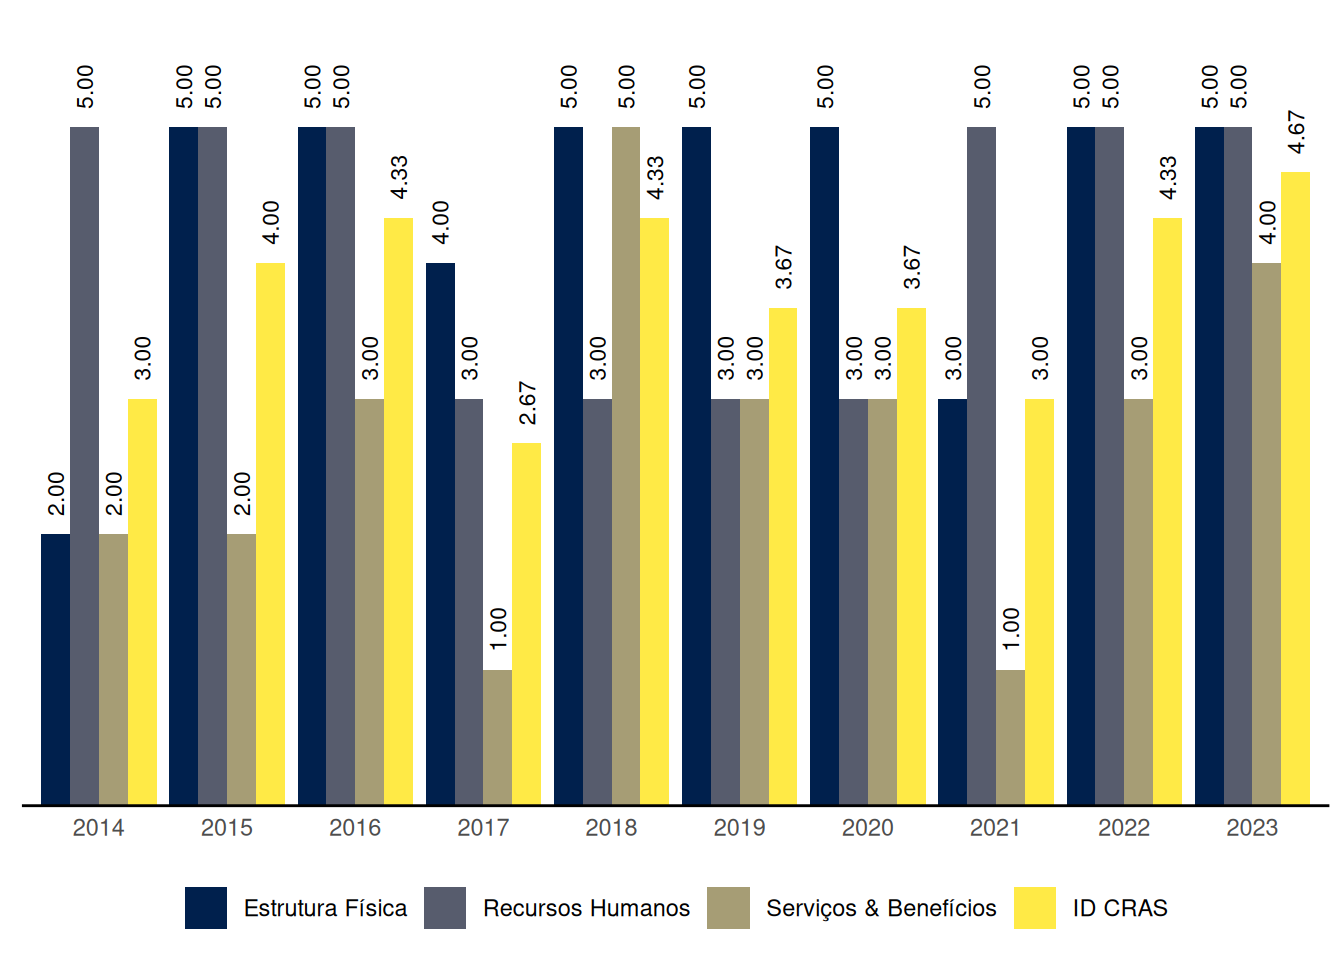 2.00 5.00 2.00 3.00 5.00 5.00 2.00 4.00 5.00 5.00 3.00 4.33 4.00 3.00 1.00 2.67 5.00 3.00 5.00 4.33 5.00 3.00 3.00 3.67 5.00 3.00 3.00 3.67 3.00 5.00 1.00 3.00 5.00 5.00 3.00 4.33 5.00 5.00 4.00 4.67
2014 2015 2016 2017 2018 2019 2020 2021 2022 2023
Estrutura Física Recursos Humanos Serviços & Benefícios ID CRAS